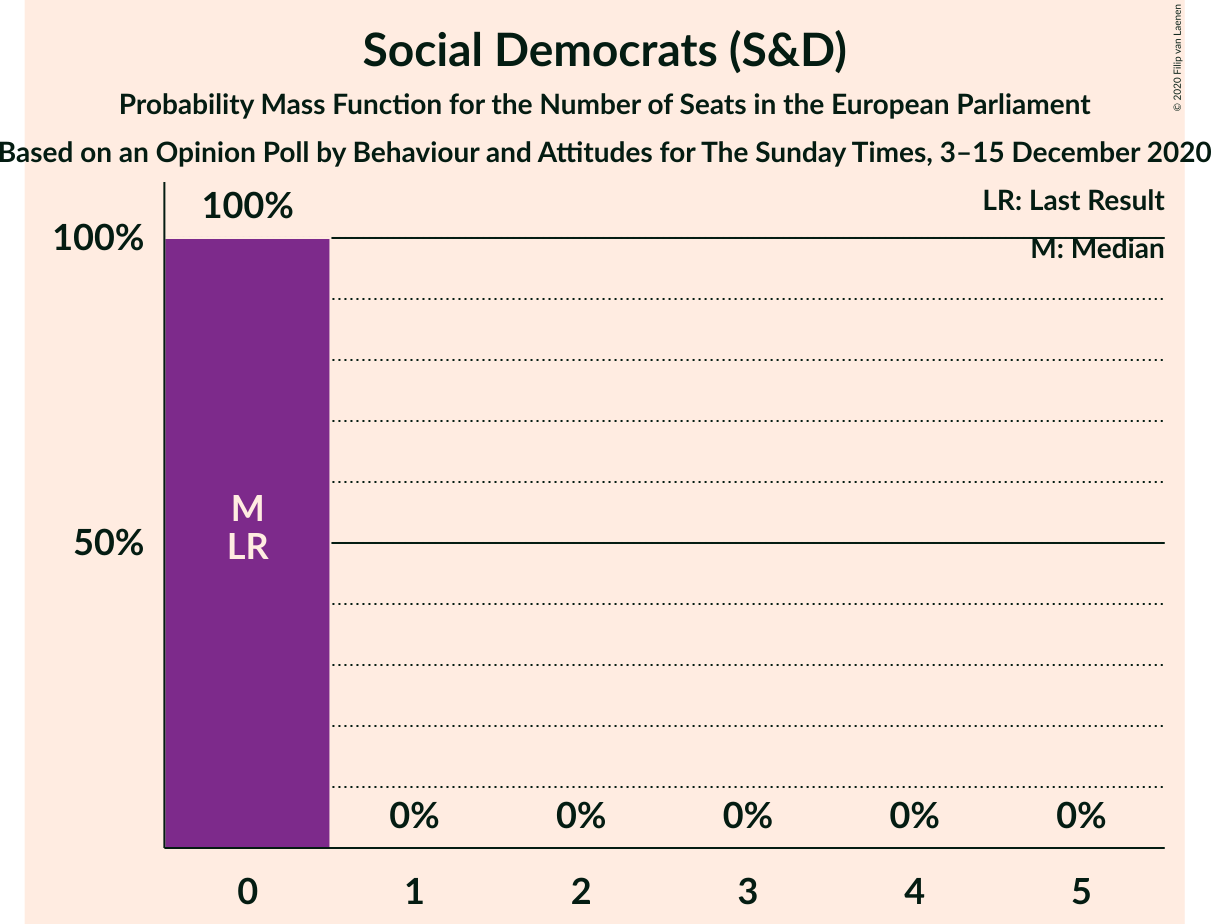 Social Democrats (S&D)
Probability Mass Function for the Number of Seats in the European Parliament
Based on an Opinion Poll by Behaviour and Attitudes for The Sunday Times, 3–15 December 2020
© 2020 Filip van Laenen
LR: Last Result
M: Median
100%
100%
50%
M
LR
0% 0% 0% 0% 0%
0 1 2 3 4 5